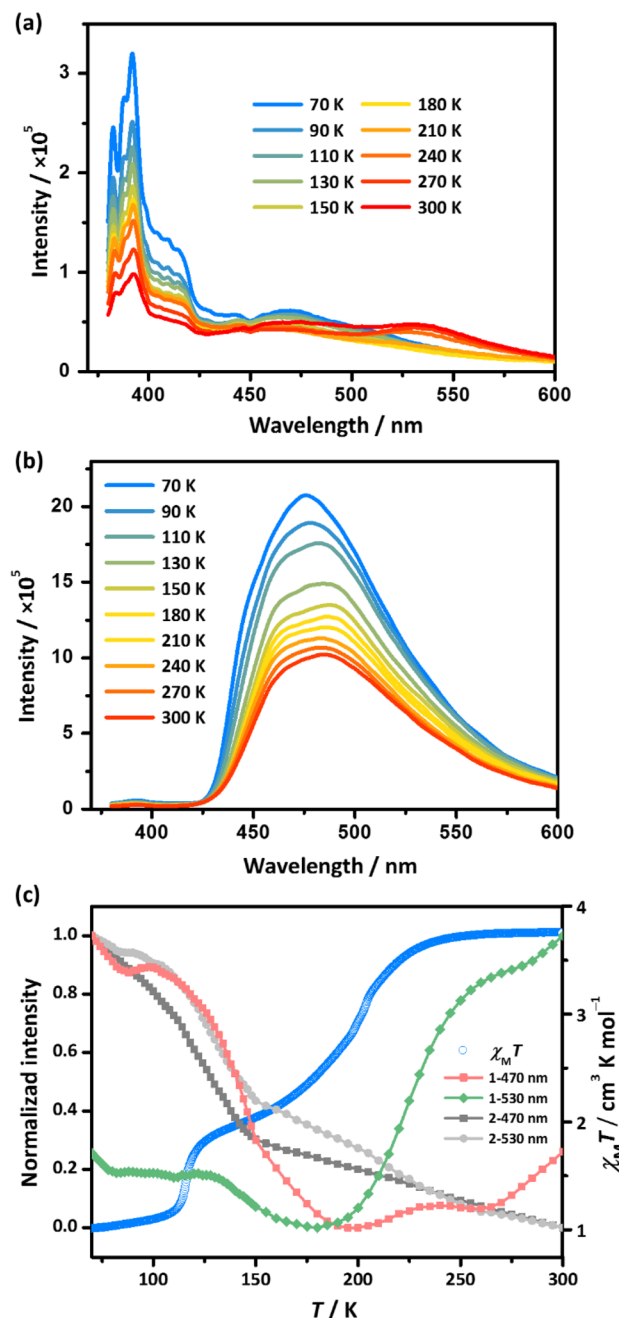 (a)
3
2
1
0
Intensity / ×10⁵
70 K
90 K
110 K
130 K
150 K
180 K
210 K
240 K
270 K
300 K
400 450 500 550 600
Wavelength / nm
(b)
20
15
10
5
0
Intensity / ×10⁵
70 K
90 K
110 K
130 K
150 K
180 K
210 K
240 K
270 K
300 K
400 450 500 550 600
Wavelength / nm
(c)
1.0
0.8
0.6
0.4
0.2
0.0
Normalizad intensity
χMT
1-470 nm
1-530 nm
2-470 nm
2-530 nm
4
3
2
1
χMT / cm³ K mol⁻¹
100 150 200 250 300
T / K